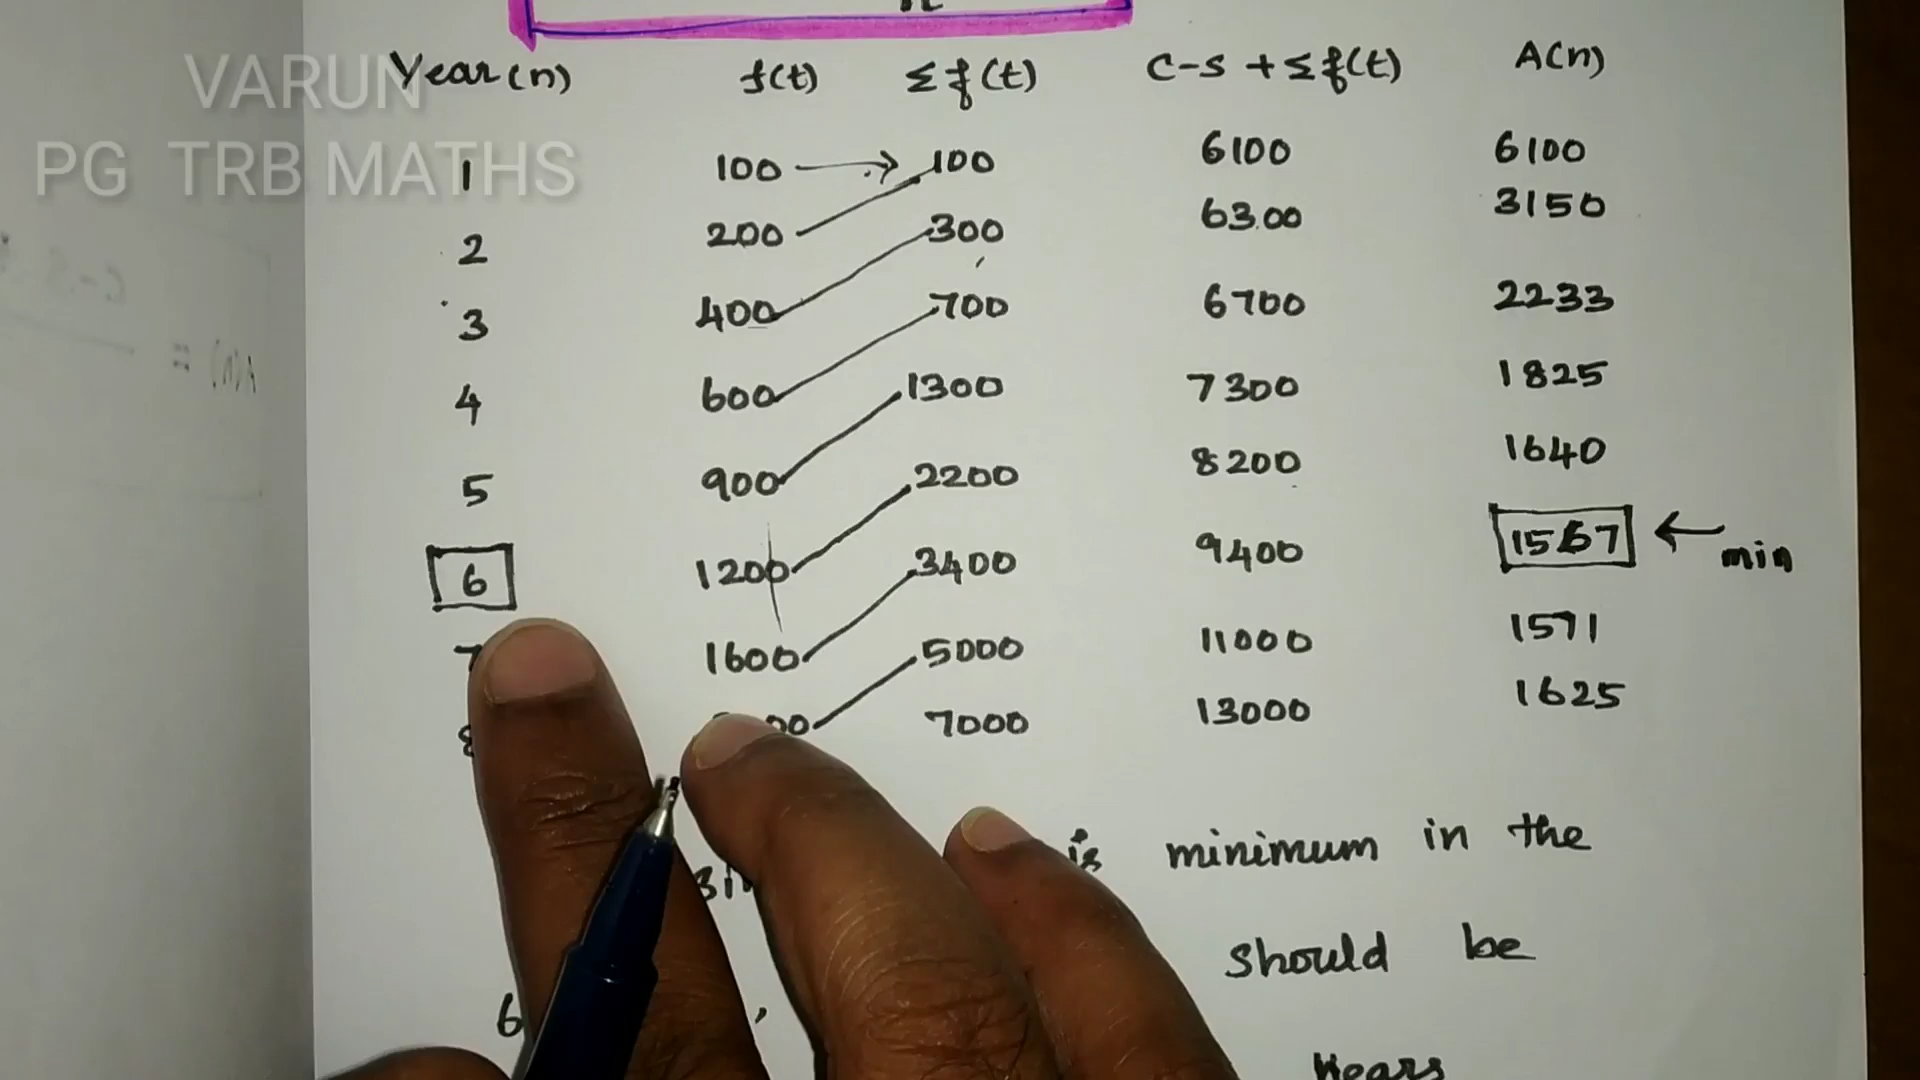 VARUN
PG TRB MATHS
Year (n) f(t) Σf(t) C-S+Σf(t) A(n)
1 100 100 6100 6100
2 200 300 6300 3150
3 400 700 6700 2233
4 600 1300 7300 1825
5 900 2200 8200 1640
6 1200 3400 9400 1567 ← min
7 1600 5000 11000 1571
8 7000 13000 1625
is minimum in the
should be
6
Years